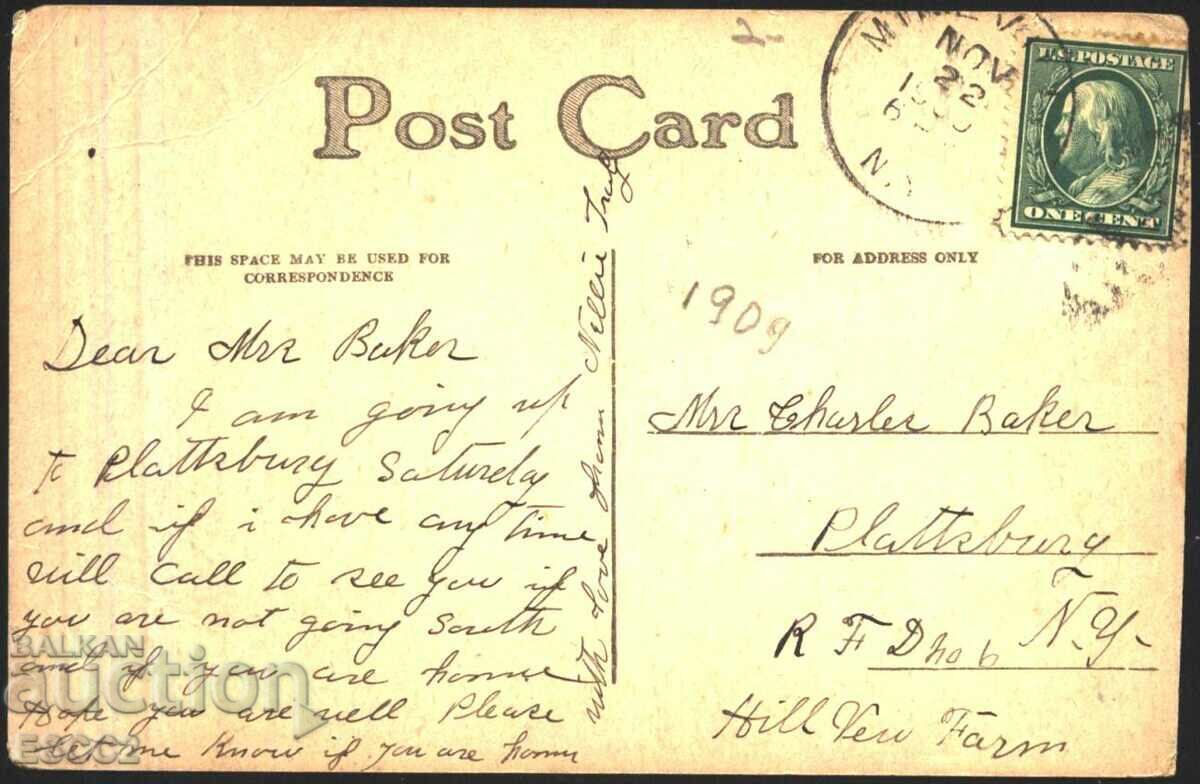 Post Card
THIS SPACE MAY BE USED FOR
CORRESPONDENCE
FOR ADDRESS ONLY
NOV
22
N.Y
U.S. POSTAGE
ONE CENT
1909
Dear Mrs Baker
I am going up
to Plattsburg Saturday
and if i have any time
will call to see you if
you are not going South
and if you are home
Hope you are well Please
let me know if you are home
with love from Nellie
Mrs Charles Baker
Plattsburg
N.Y-
R F D no 6
Hill Vew Farm
BALKAN
auction